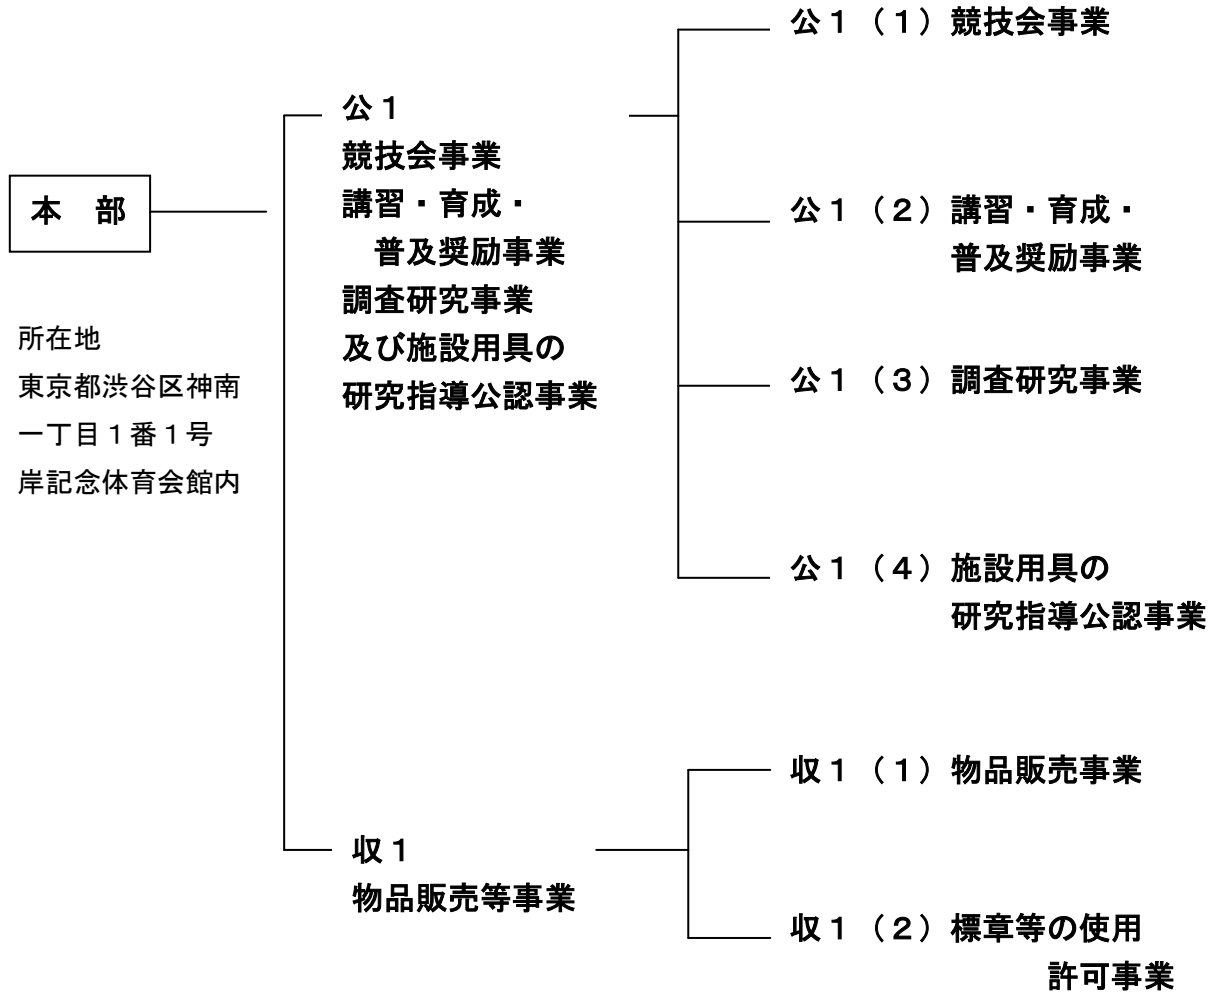 本　部
所在地
東京都渋谷区神南
一丁目１番１号
岸記念体育会館内
公１
競技会事業
講習・育成・
普及奨励事業
調査研究事業
及び施設用具の
研究指導公認事業
公１（１）競技会事業
公１（２）講習・育成・
普及奨励事業
公１（３）調査研究事業
公１（４）施設用具の
研究指導公認事業
収１
物品販売等事業
収１（１）物品販売事業
収１（２）標章等の使用
許可事業